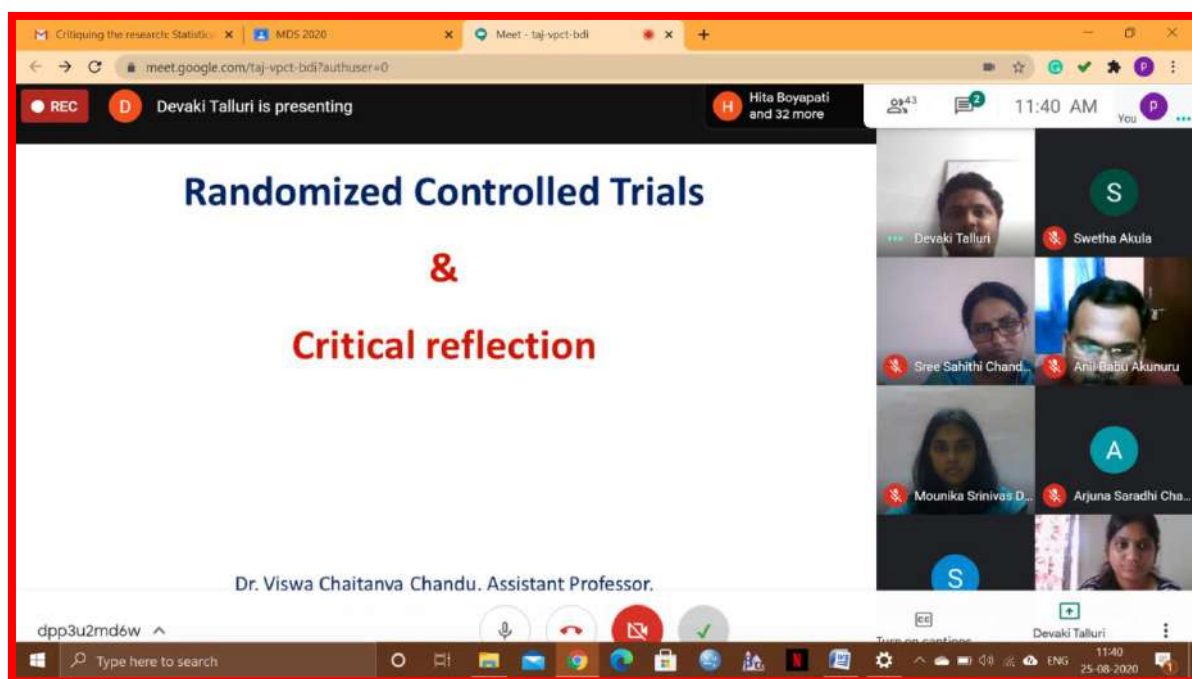 Critiquing the research: Statistic
MDS 2020
Meet - taj-vpct-bdi
meet.google.com/taj-vpct-bdi?authuser=0
P
REC
D
Devaki Talluri is presenting
H
Hita Boyapati
and 32 more
43
2
11:40 AM
You
P
Randomized Controlled Trials
&
Critical reflection
Dr. Viswa Chaitanya Chandu, Assistant Professor,
Devaki Talluri
S
Swetha Akula
Sree Sahithi Chand...
Anil Babu Akunuru
Mounika Srinivas D...
A
Arjuna Saradhi Cha...
S
dpp3u2md6w
CC
Turn on captions
Devaki Talluri
Type here to search
N
ENG
11:40
25-08-2020
1